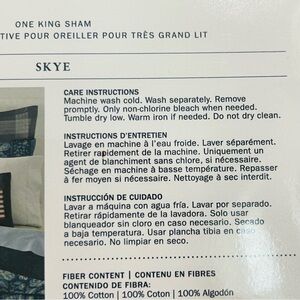 ONE KING SHAM
TIVE POUR OREILLER POUR TRÈS GRAND LIT
SKYE
CARE INSTRUCTIONS
Machine wash cold. Wash separately. Remove
promptly. Only non-chlorine bleach when needed.
Tumble dry low. Warm iron if needed. Do not dry clean.
INSTRUCTIONS D'ENTRETIEN
Lavage en machine à l'eau froide. Laver séparément.
Retirer rapidement de la machine. Uniquement un
agent de blanchiment sans chlore, si nécessaire.
Séchage en machine à basse température. Repasser
à fer moyen si nécessaire. Nettoyage à sec interdit.
INSTRUCCIÓN DE CUIDADO
Lavar a máquina con agua fría. Lavar por separado.
Retirar rápidamente de la lavadora. Solo usar
blanqueador sin cloro en caso necesario. Secado
a baja temperatura. Usar plancha tibia en caso
necesario. No limpiar en seco.
FIBER CONTENT | CONTENU EN FIBRES
CONTENIDO DE FIBRA:
100% Cotton | 100% Coton | 100% Algodón